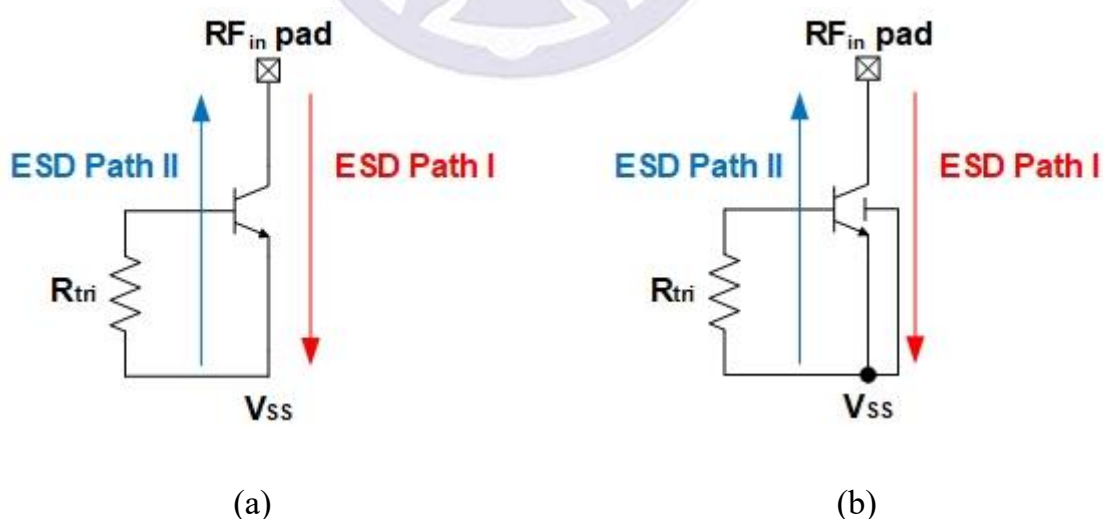 RFin pad RFin pad
ESD Path II ESD Path I ESD Path II ESD Path I
Rtri Rtri
VSS VSS
(a) (b)